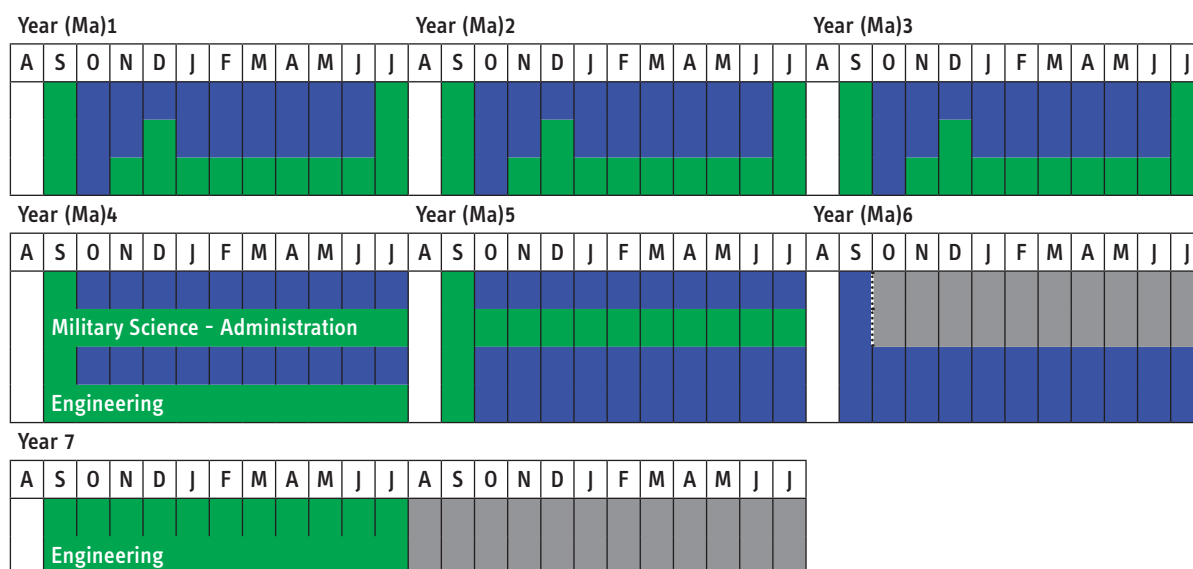 Year (Ma)1 Year (Ma)2 Year (Ma)3
A S O N D J F M A M J J A S O N D J F M A M J J A S O N D J F M A M J J
Year (Ma)4 Year (Ma)5 Year (Ma)6
A S O N D J F M A M J J A S O N D J F M A M J J A S O N D J F M A M J J
Military Science - Administration
Engineering
Year 7
A S O N D J F M A M J J A S O N D J F M A M J J
Engineering